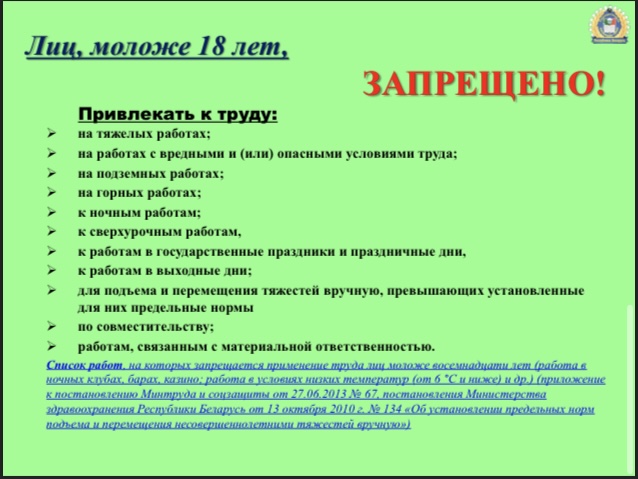 Лиц, моложе 18 лет,
ЗАПРЕЩЕНО!
Привлекать к труду:
на тяжелых работах;
на работах с вредными и (или) опасными условиями труда;
на подземных работах;
на горных работах;
к ночным работам;
к сверхурочным работам,
к работам в государственные праздники и праздничные дни,
к работам в выходные дни;
для подъема и перемещения тяжестей вручную, превышающих установленные
для них предельные нормы
по совместительству;
работам, связанным с материальной ответственностью.
Список работ, на которых запрещается применение труда лиц моложе восемнадцати лет (работа в
ночных клубах, барах, казино; работа в условиях низких температур (от 6 °С и ниже) и др.) (приложение
к постановлению Минтруда и соцзащиты от 27.06.2013 № 67, постановления Министерства
здравоохранения Республики Беларусь от 13 октября 2010 г. № 134 «Об установлении предельных норм
подъема и перемещения несовершеннолетними тяжестей вручную»)